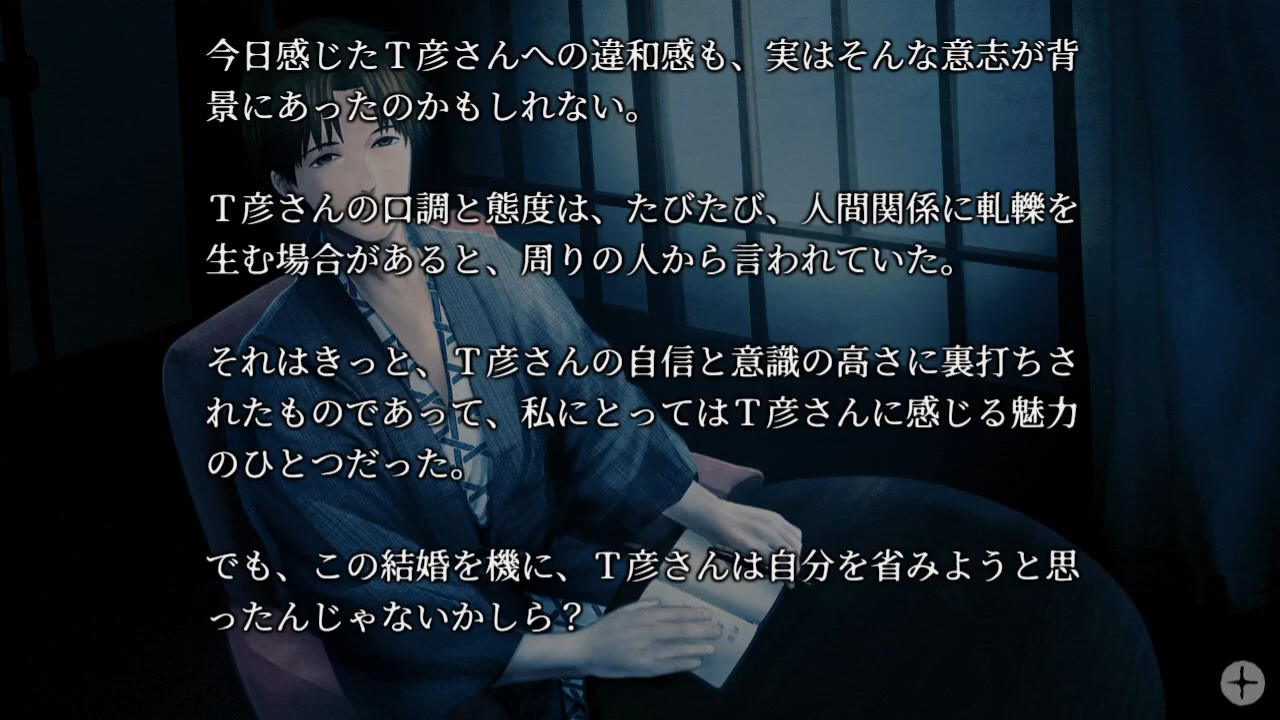 今日感じたＴ彦さんへの違和感も、実はそんな意志が背
景にあったのかもしれない。
Ｔ彦さんの口調と態度は、たびたび、人間関係に軋轢を
生む場合があると、周りの人から言われていた。
それはきっと、Ｔ彦さんの自信と意識の高さに裏打ちさ
れたものであって、私にとってはＴ彦さんに感じる魅力
のひとつだった。
でも、この結婚を機に、Ｔ彦さんは自分を省みようと思
ったんじゃないかしら？